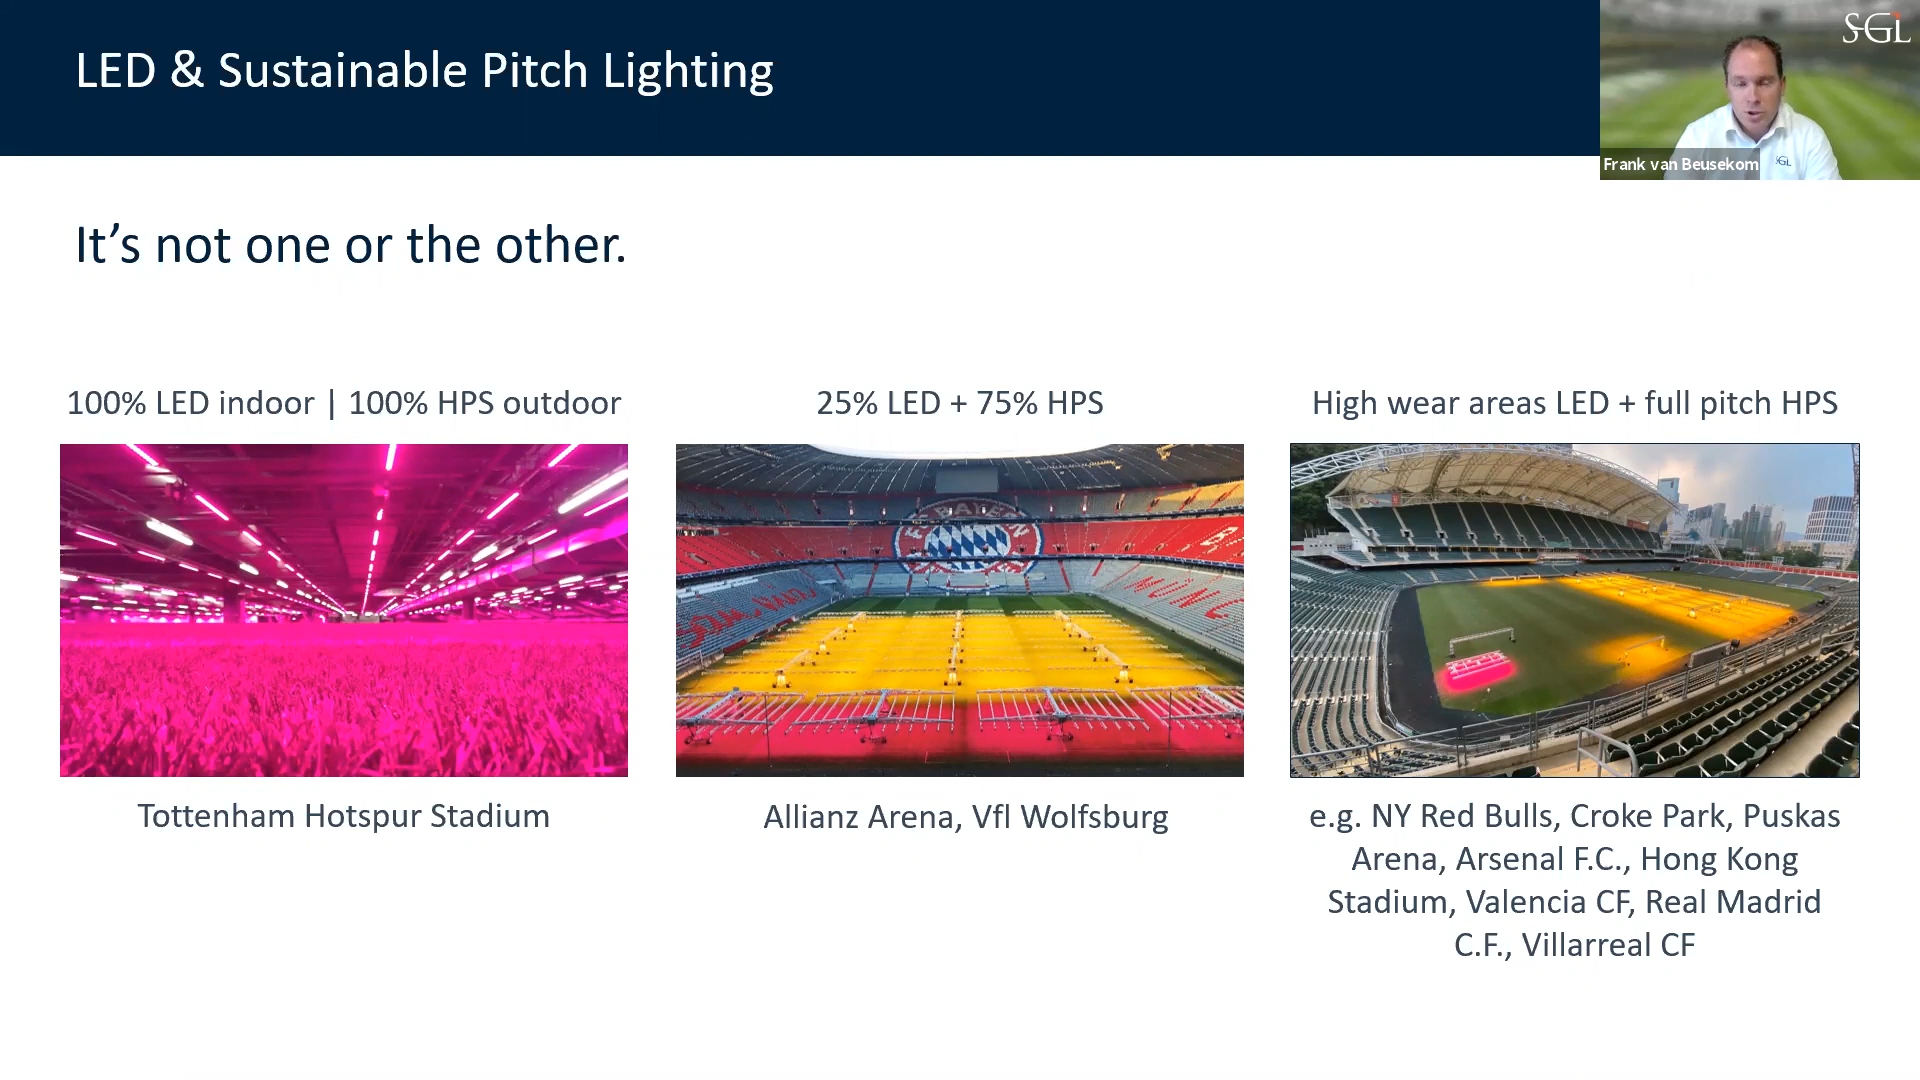 LED & Sustainable Pitch Lighting
SGL
SGL
Frank van Beusekom
It’s not one or the other.
100% LED indoor | 100% HPS outdoor
25% LED + 75% HPS
High wear areas LED + full pitch HPS
Tottenham Hotspur Stadium
Allianz Arena, Vfl Wolfsburg
e.g. NY Red Bulls, Croke Park, Puskas
Arena, Arsenal F.C., Hong Kong
Stadium, Valencia CF, Real Madrid
C.F., Villarreal CF